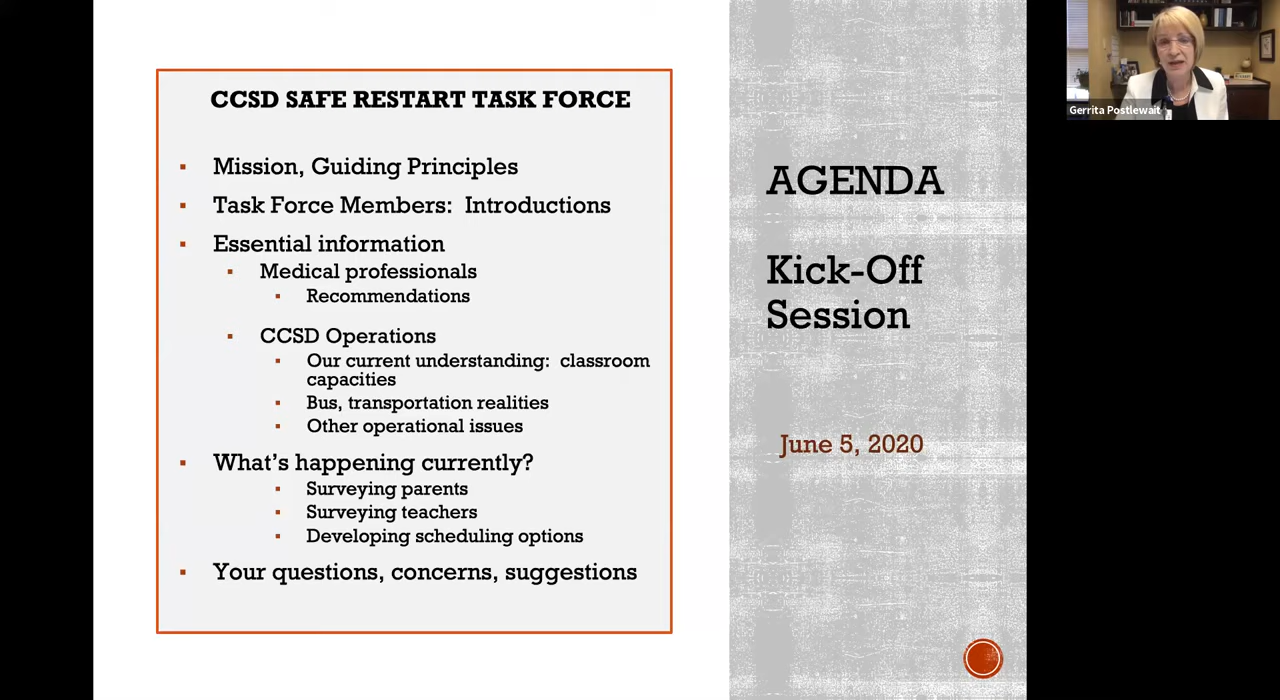 CCSD SAFE RESTART TASK FORCE
▪ Mission, Guiding Principles
▪ Task Force Members:  Introductions
▪ Essential information
▪ Medical professionals
▪ Recommendations
▪ CCSD Operations
▪ Our current understanding:  classroom
capacities
▪ Bus, transportation realities
▪ Other operational issues
▪ What's happening currently?
▪ Surveying parents
▪ Surveying teachers
▪ Developing scheduling options
▪ Your questions, concerns, suggestions
AGENDA
Kick-Off
Session
June 5, 2020
Gerrita Postlewait